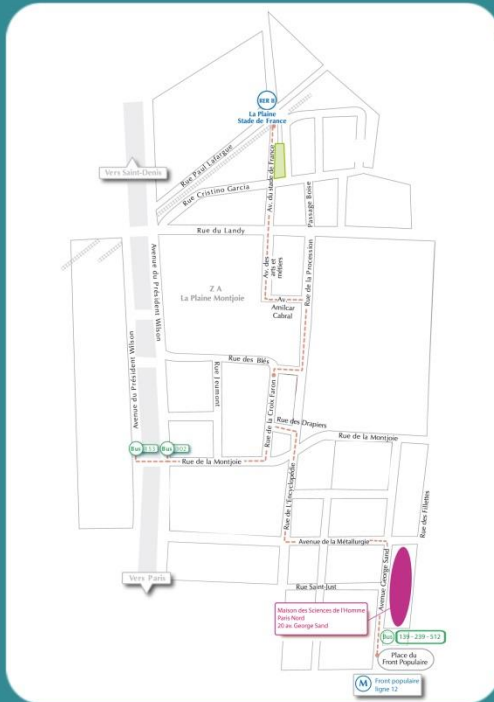 RER B
La Plaine
Stade de France
Vers Saint-Denis
Rue Paul Lafargue
Rue Cristino Garcia
Av. du stade de France
Passage Boise
Rue du Landy
Avenue du Président Wilson
Av. des
arts et
métiers
Rue de la Procession
Z A
La Plaine Montjoie
Av.
Amilcar
Cabral
Avenue du Président Wilson
Rue des Blés
Rue Jeumont
Rue de la Croix Faron
Rue des Drapiers
Rue de la Montjoie
Bus
Bus
Rue de la Montjoie
Rue de L'Encyclopédie
Rue des Fillettes
Avenue de la Métallurgie
Avenue George Sand
Vers Paris
Rue Saint-Just
Maison des Sciences de l'Homme
Paris Nord
20 av. George Sand
Bus 139 - 239 - 512
Place du
Front Populaire
M Front populaire
ligne 12